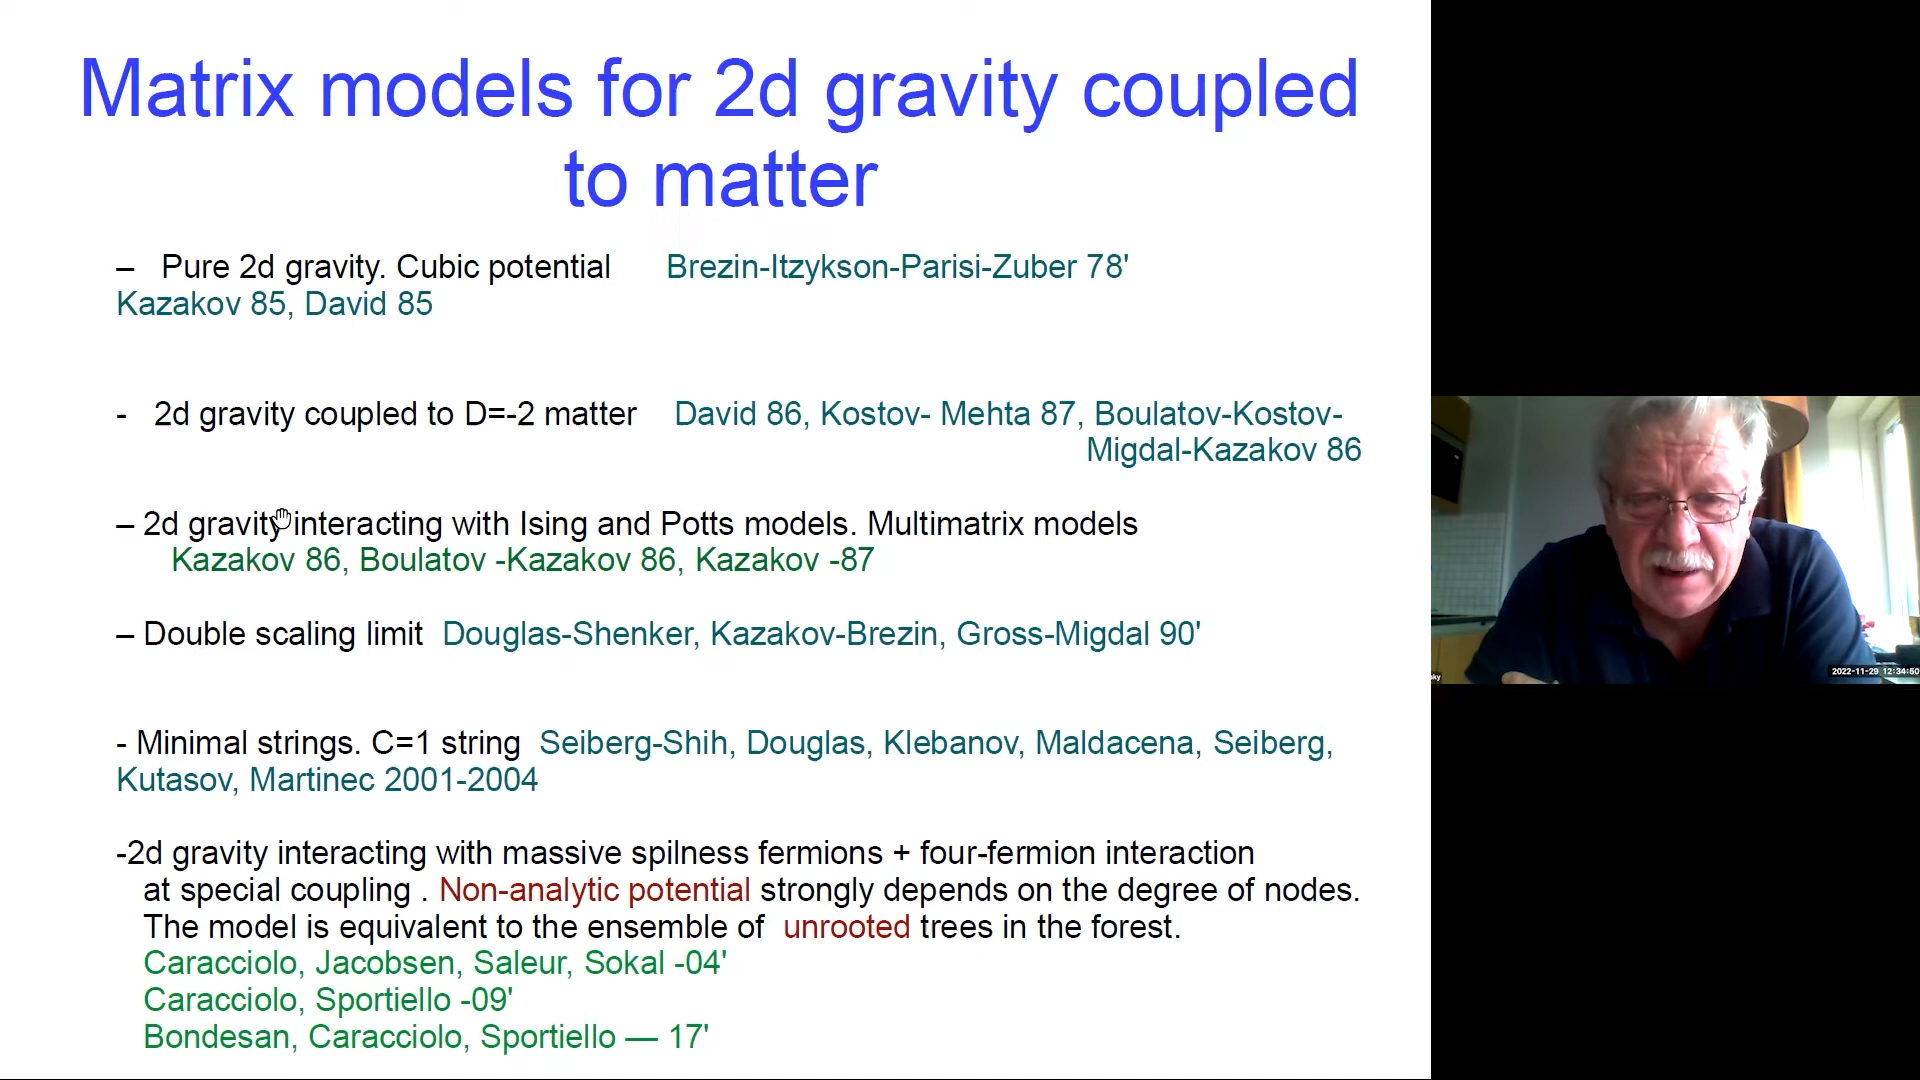 Matrix models for 2d gravity coupled
to matter
– Pure 2d gravity. Cubic potential Brezin-Itzykson-Parisi-Zuber 78'
Kazakov 85, David 85
- 2d gravity coupled to D=-2 matter David 86, Kostov- Mehta 87, Boulatov-Kostov-
Migdal-Kazakov 86
– 2d gravity interacting with Ising and Potts models. Multimatrix models
Kazakov 86, Boulatov -Kazakov 86, Kazakov -87
– Double scaling limit Douglas-Shenker, Kazakov-Brezin, Gross-Migdal 90'
- Minimal strings. C=1 string Seiberg-Shih, Douglas, Klebanov, Maldacena, Seiberg,
Kutasov, Martinec 2001-2004
-2d gravity interacting with massive spilness fermions + four-fermion interaction
at special coupling . Non-analytic potential strongly depends on the degree of nodes.
The model is equivalent to the ensemble of unrooted trees in the forest.
Caracciolo, Jacobsen, Saleur, Sokal -04'
Caracciolo, Sportiello -09'
Bondesan, Caracciolo, Sportiello — 17'
2022-11-29 12:34:50